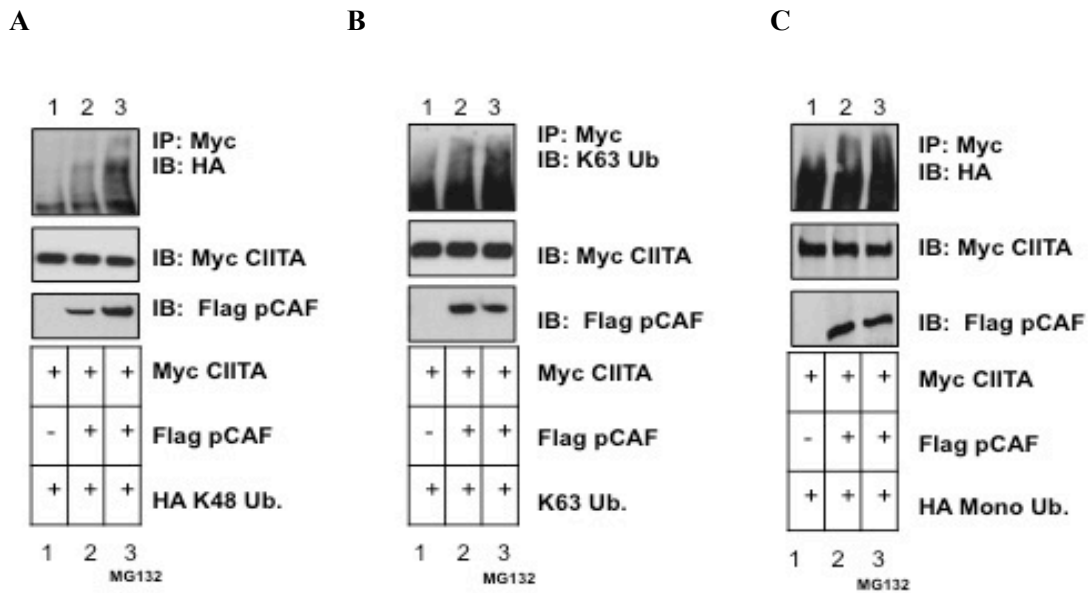 A
1 2 3
IP: Myc
IB: HA
IB: Myc CIITA
IB: Flag pCAF
+ + + Myc CIITA
- + + Flag pCAF
+ + + HA K48 Ub.
1 2 3
MG132
B
1 2 3
IP: Myc
IB: K63 Ub
IB: Myc CIITA
IB: Flag pCAF
+ + + Myc CIITA
- + + Flag pCAF
+ + + K63 Ub.
1 2 3
MG132
C
1 2 3
IP: Myc
IB: HA
IB: Myc CIITA
IB: Flag pCAF
+ + + Myc CIITA
- + + Flag pCAF
+ + + HA Mono Ub.
1 2 3
MG132